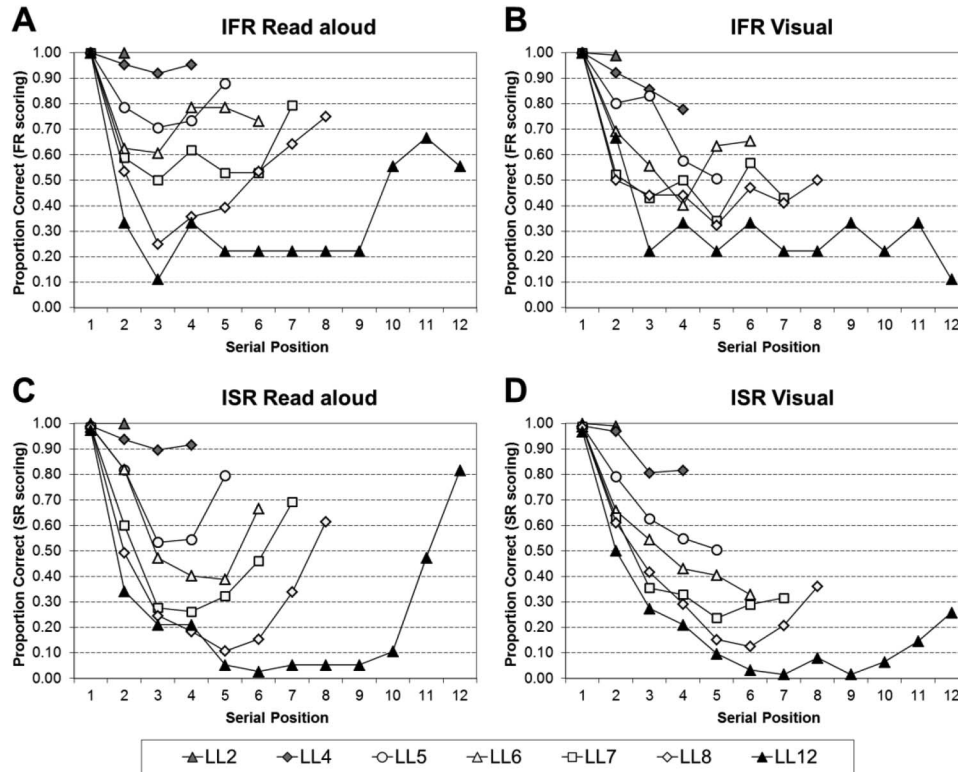 A
IFR Read aloud
Proportion Correct (FR scoring)
1.00
0.90
0.80
0.70
0.60
0.50
0.40
0.30
0.20
0.10
0.00
1 2 3 4 5 6 7 8 9 10 11 12
Serial Position
B
IFR Visual
Proportion Correct (FR scoring)
1.00
0.90
0.80
0.70
0.60
0.50
0.40
0.30
0.20
0.10
0.00
1 2 3 4 5 6 7 8 9 10 11 12
Serial Position
C
ISR Read aloud
Proportion Correct (SR scoring)
1.00
0.90
0.80
0.70
0.60
0.50
0.40
0.30
0.20
0.10
0.00
1 2 3 4 5 6 7 8 9 10 11 12
Serial Position
D
ISR Visual
Proportion Correct (SR scoring)
1.00
0.90
0.80
0.70
0.60
0.50
0.40
0.30
0.20
0.10
0.00
1 2 3 4 5 6 7 8 9 10 11 12
Serial Position
LL2 LL4 LL5 LL6 LL7 LL8 LL12